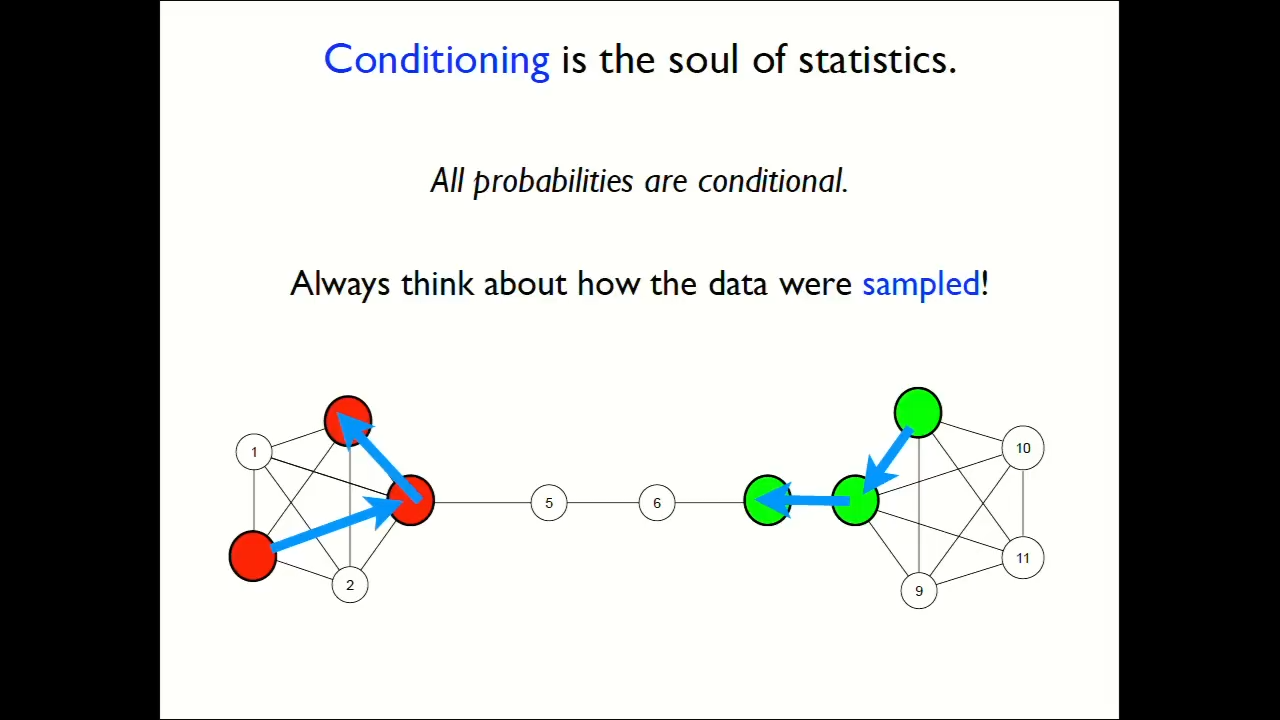 Conditioning is the soul of statistics.
All probabilities are conditional.
Always think about how the data were sampled!
1
2
5
6
9
10
11